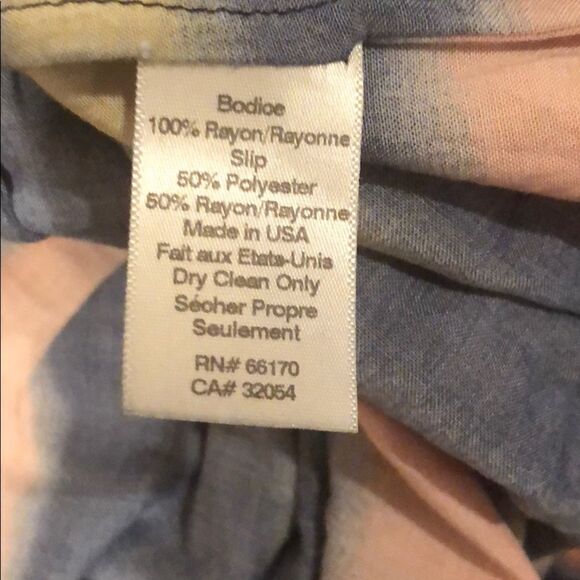 Bodice
100% Rayon/Rayonne
Slip
50% Polyester
50% Rayon/Rayonne
Made in USA
Fait aux Etats-Unis
Dry Clean Only
Sécher Propre
Seulement
RN# 66170
CA# 32054